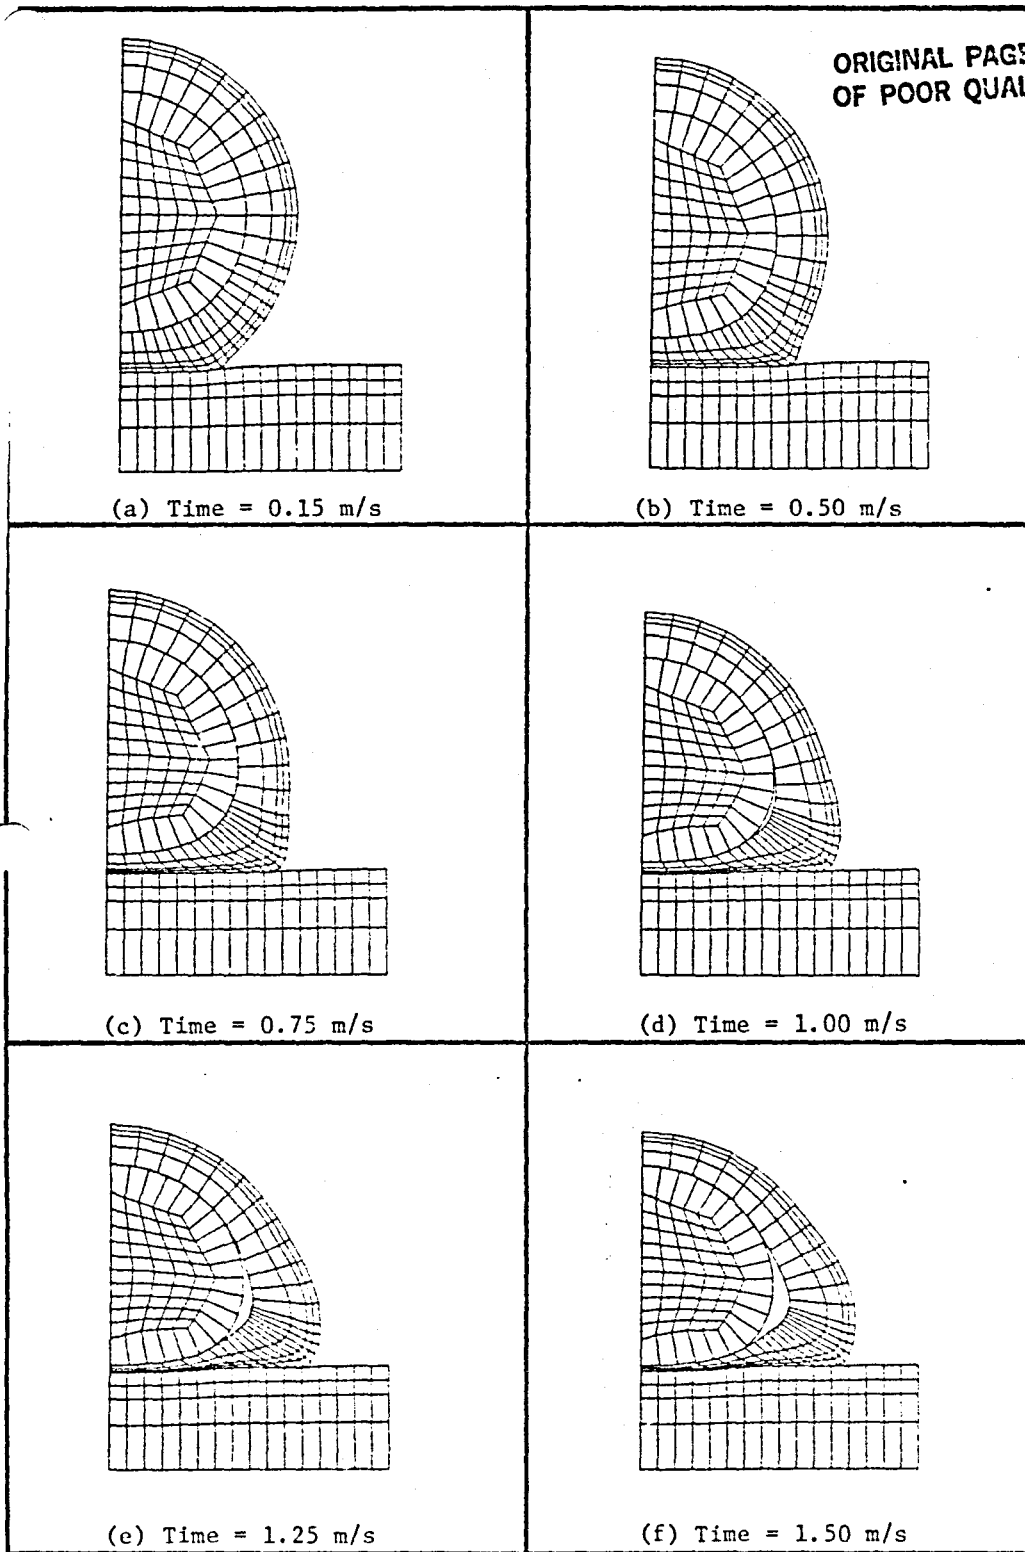 ORIGINAL PAGE
OF POOR QUAL
(a) Time = 0.15 m/s
(b) Time = 0.50 m/s
(c) Time = 0.75 m/s
(d) Time = 1.00 m/s
(e) Time = 1.25 m/s
(f) Time = 1.50 m/s